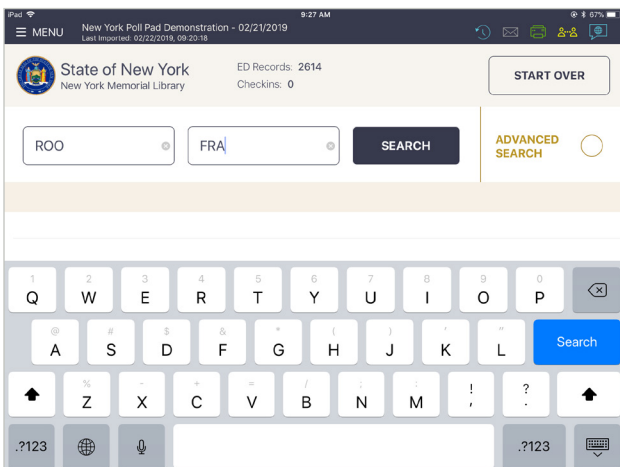 iPad 9:27 AM 67%
MENU New York Poll Pad Demonstration - 02/21/2019
Last Imported: 02/22/2019, 09:20:18
State of New York
New York Memorial Library
ED Records: 2614
Checkins: 0
START OVER
ROO FRA SEARCH ADVANCED
SEARCH
1 2 3 4 5 6 7 8 9 0
Q W E R T Y U I O P
@ # $ & * ( ) ' "
A S D F G H J K L Search
% - + = / ; : ! ?
Z X C V B N M , .
.?123 .?123